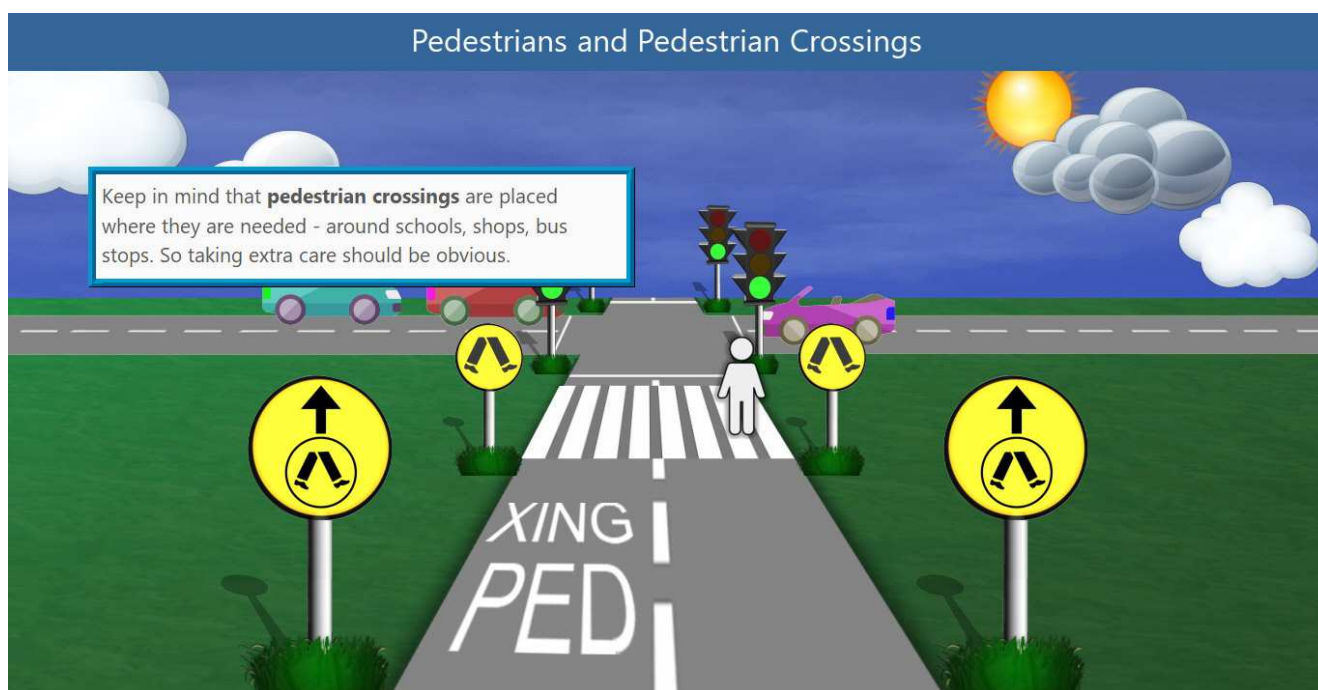 Pedestrians and Pedestrian Crossings
Keep in mind that pedestrian crossings are placed
where they are needed - around schools, shops, bus
stops. So taking extra care should be obvious.
XING
PED